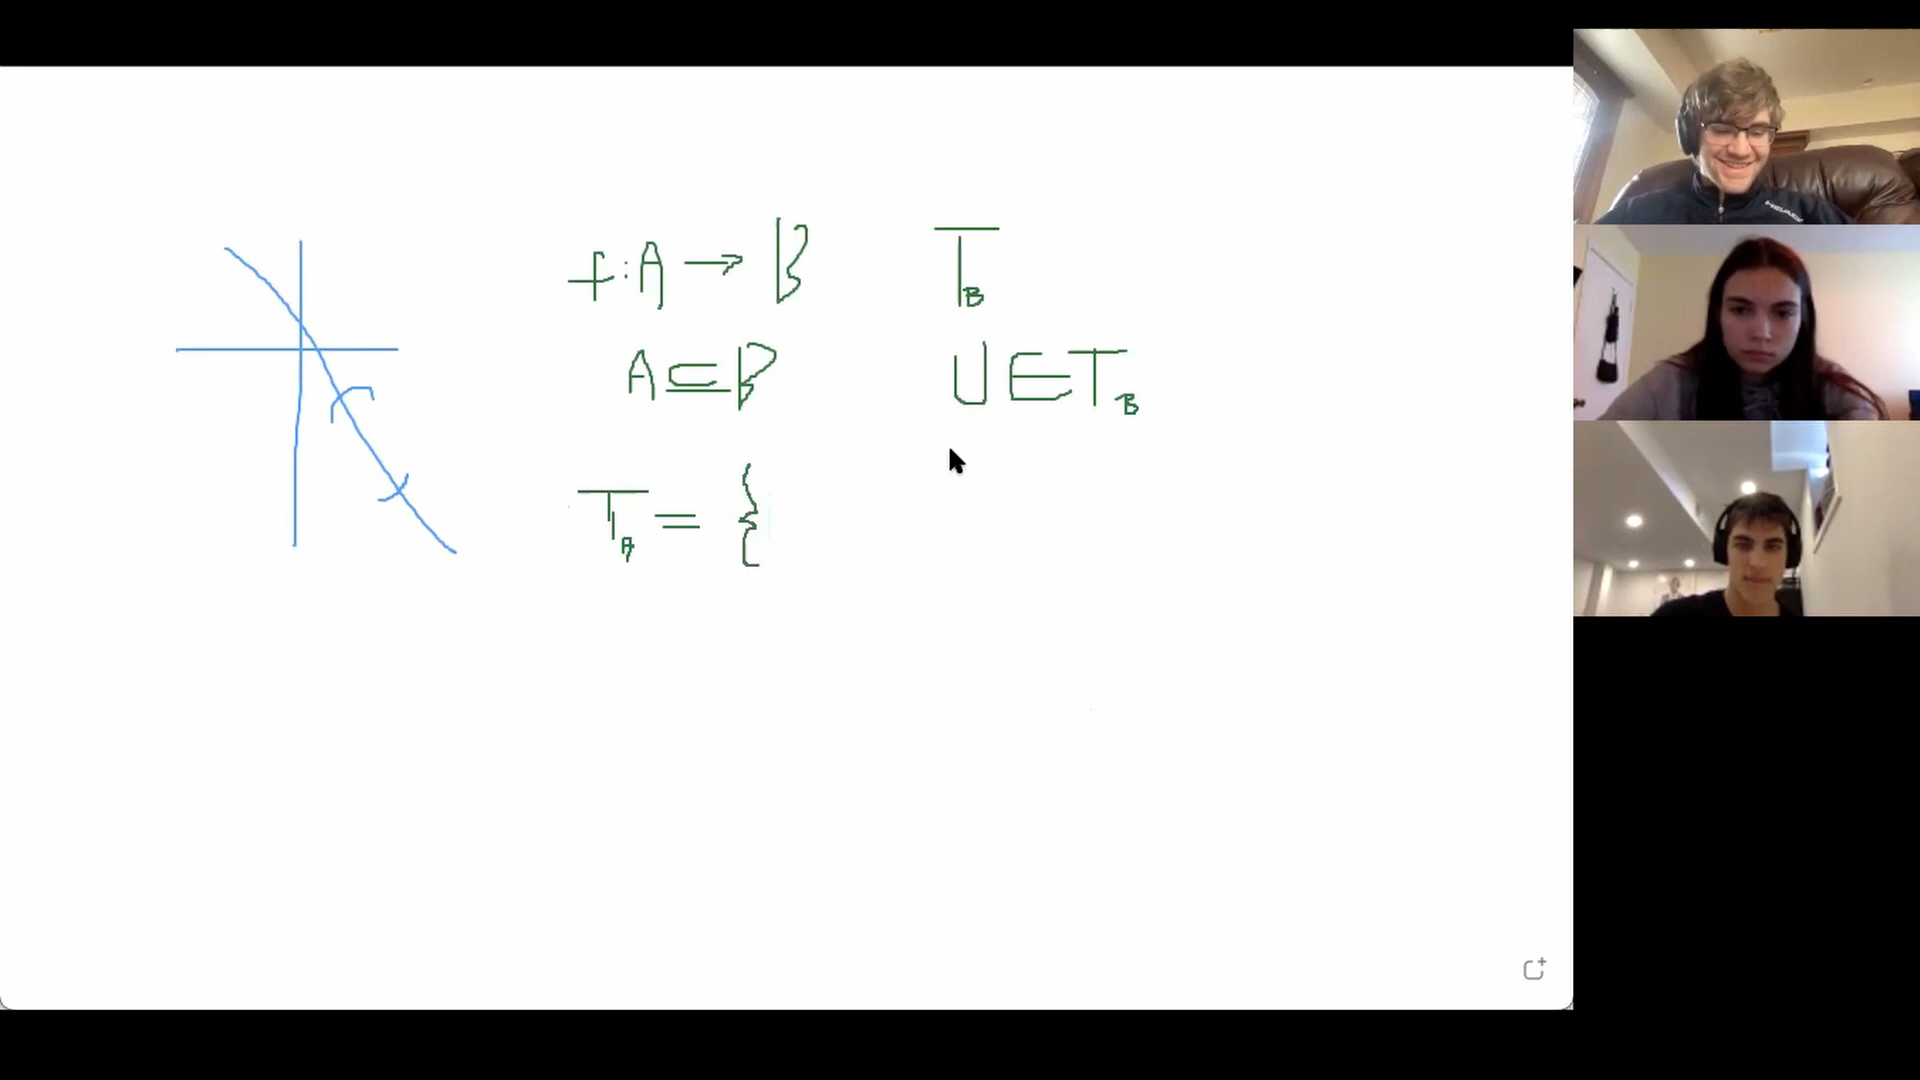 f: A → B
T_B
A ⊆ B
U ∈ T_B
T_A = {